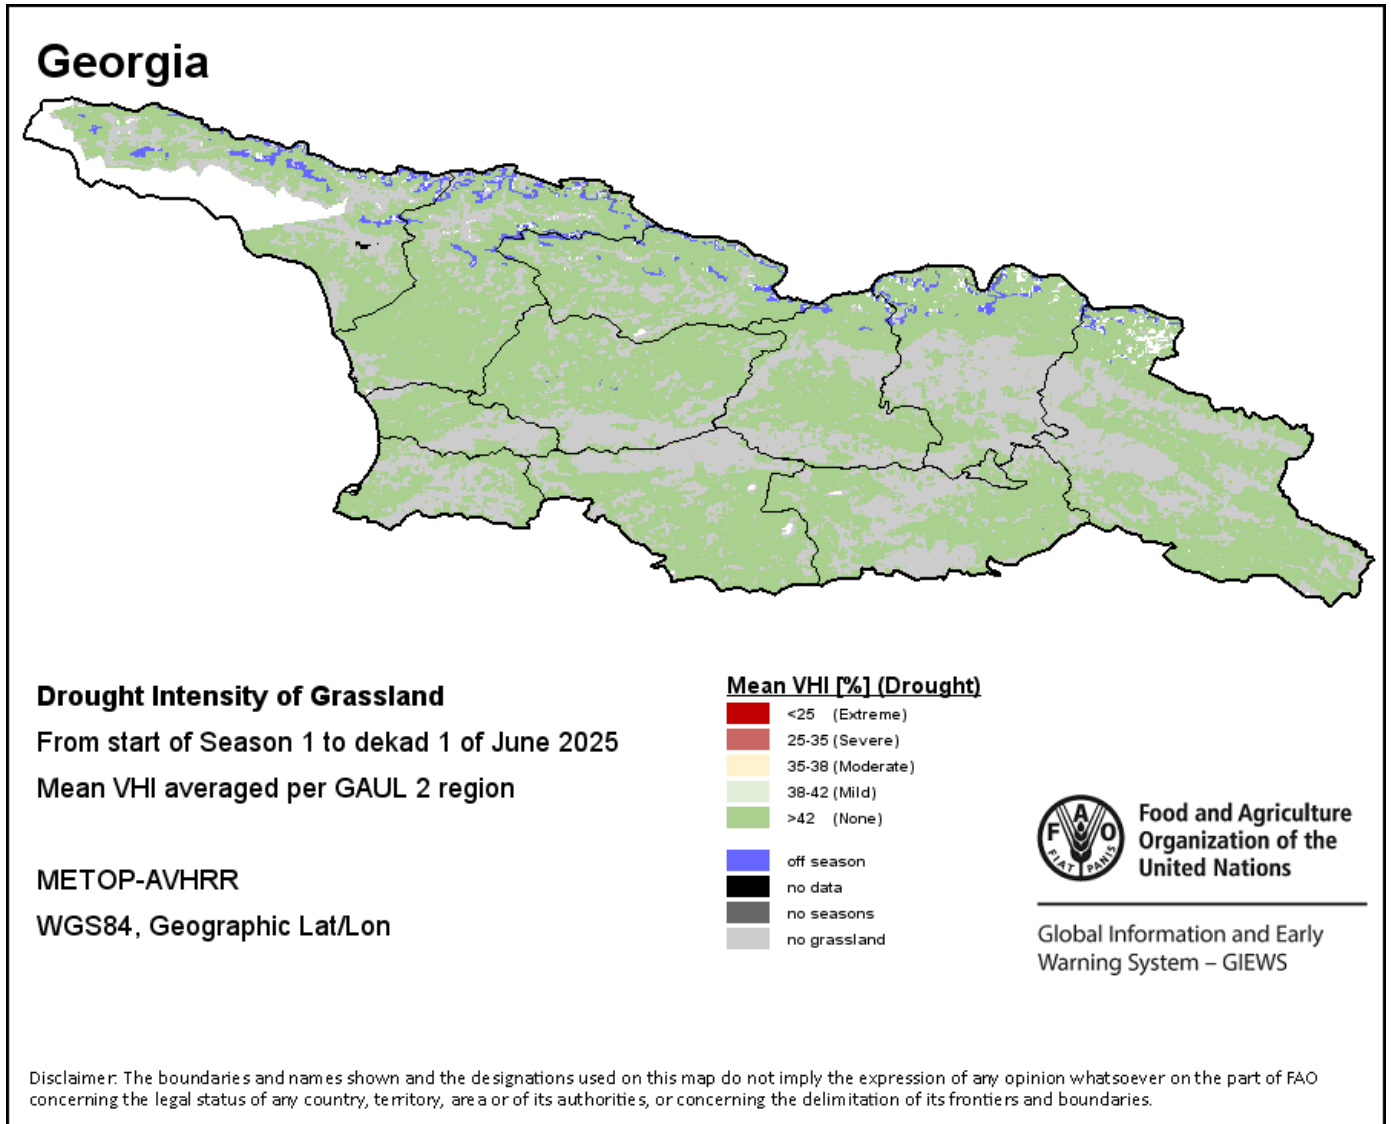 Georgia
Drought Intensity of Grassland
From start of Season 1 to dekad 1 of June 2025
Mean VHI averaged per GAUL 2 region
METOP-AVHRR
WGS84, Geographic Lat/Lon
Mean VHI [%] (Drought)
<25 (Extreme)
25-35 (Severe)
35-38 (Moderate)
38-42 (Mild)
>42 (None)
off season
no data
no seasons
no grassland
F A O
FIAT PANIS
Food and Agriculture
Organization of the
United Nations
Global Information and Early
Warning System – GIEWS
Disclaimer: The boundaries and names shown and the designations used on this map do not imply the expression of any opinion whatsoever on the part of FAO
concerning the legal status of any country, territory, area or of its authorities, or concerning the delimitation of its frontiers and boundaries.